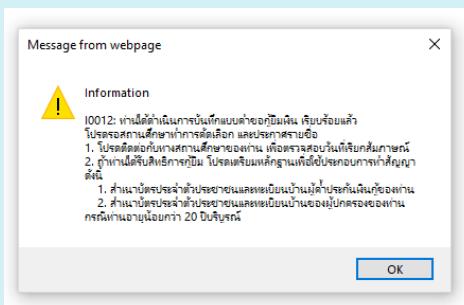 Message from webpage
Information
I0012: ท่านได้ดำเนินการบันทึกแบบคำขอกู้ยืมเงิน เรียบร้อยแล้ว
โปรดรอสถานศึกษาทำการคัดเลือก และประกาศรายชื่อ
1. โปรดติดต่อกับทางสถานศึกษาของท่าน เพื่อตรวจสอบวันที่เรียกสัมภาษณ์
2. ถ้าท่านได้รับสิทธิการกู้ยืม โปรดเตรียมหลักฐานเพื่อใช้ประกอบการทำสัญญา
ดังนี้
1. สำเนาบัตรประจำตัวประชาชนและทะเบียนบ้านผู้ค้ำประกันเงินกู้ของท่าน
2. สำเนาบัตรประจำตัวประชาชนและทะเบียนบ้านของผู้ปกครองของท่าน
กรณีท่านอายุน้อยกว่า 20 ปีบริบูรณ์
OK